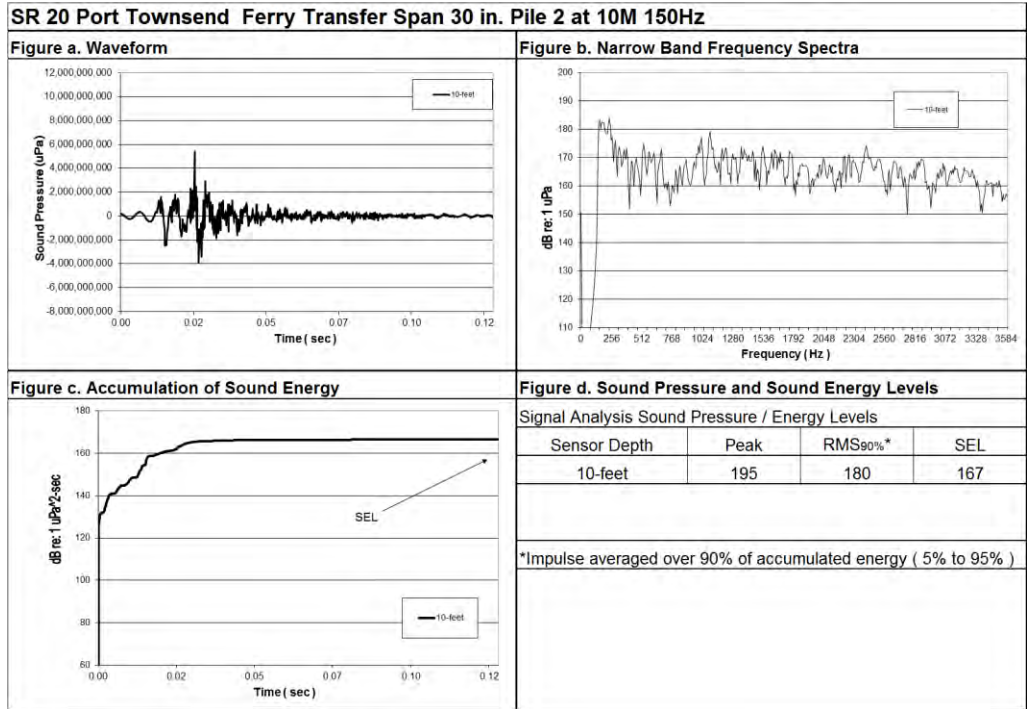 SR 20 Port Townsend Ferry Transfer Span 30 in. Pile 2 at 10M 150Hz
Figure a. Waveform
12,000,000,000
10,000,000,000
8,000,000,000
6,000,000,000
4,000,000,000
2,000,000,000
0
-2,000,000,000
-4,000,000,000
-6,000,000,000
-8,000,000,000
Sound Pressure (uPa)
10-feet
0.00 0.02 0.05 0.07 0.10 0.12
Time ( sec )
Figure b. Narrow Band Frequency Spectra
200
190
180
170
160
150
140
130
120
110
dB re: 1 uPa
10-feet
0 256 512 768 1024 1280 1536 1792 2048 2304 2560 2816 3072 3328 3584
Frequency ( Hz )
Figure c. Accumulation of Sound Energy
180
160
140
120
100
80
60
dB re: 1 uPa^2-sec
SEL
10-feet
0.00 0.02 0.05 0.07 0.10 0.12
Time ( sec )
Figure d. Sound Pressure and Sound Energy Levels
Signal Analysis Sound Pressure / Energy Levels
Sensor Depth Peak RMS90%* SEL
10-feet 195 180 167
*Impulse averaged over 90% of accumulated energy ( 5% to 95% )